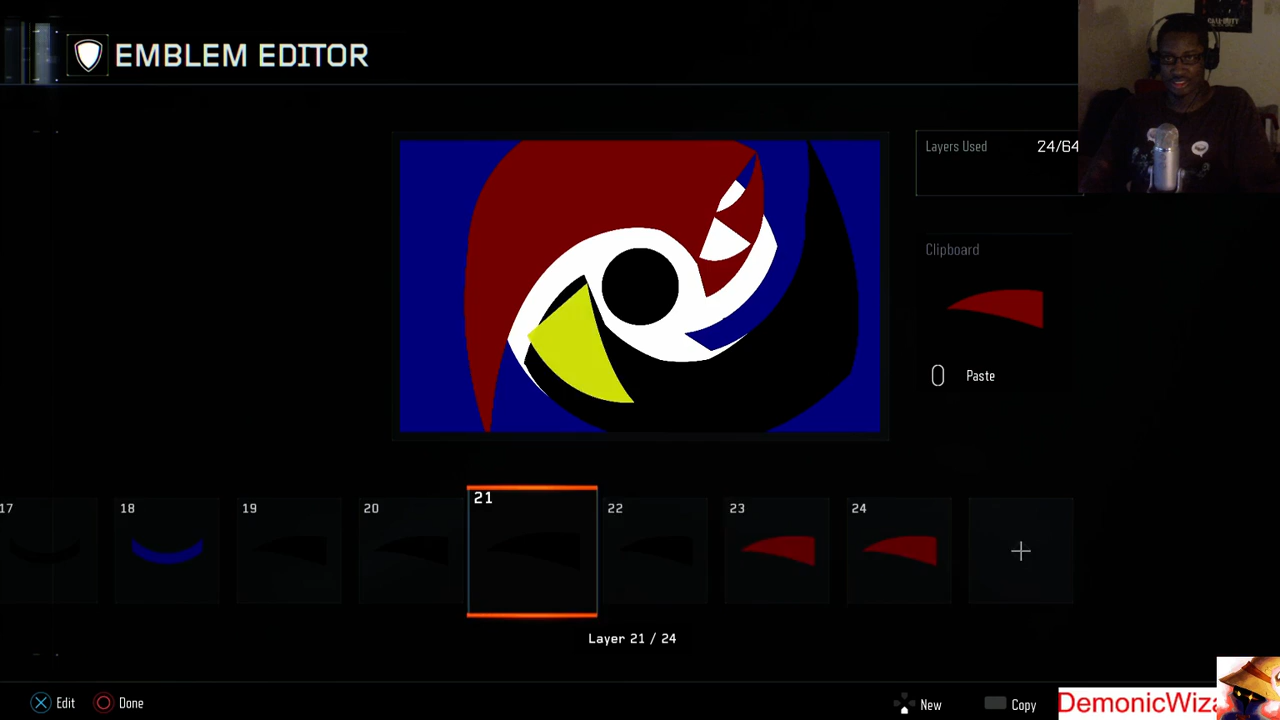 EMBLEM EDITOR
Layers Used 24/64
Clipboard
Paste
17 18 19 20 21 22 23 24
Layer 21 / 24
Edit Done New Copy
DemonicWiza